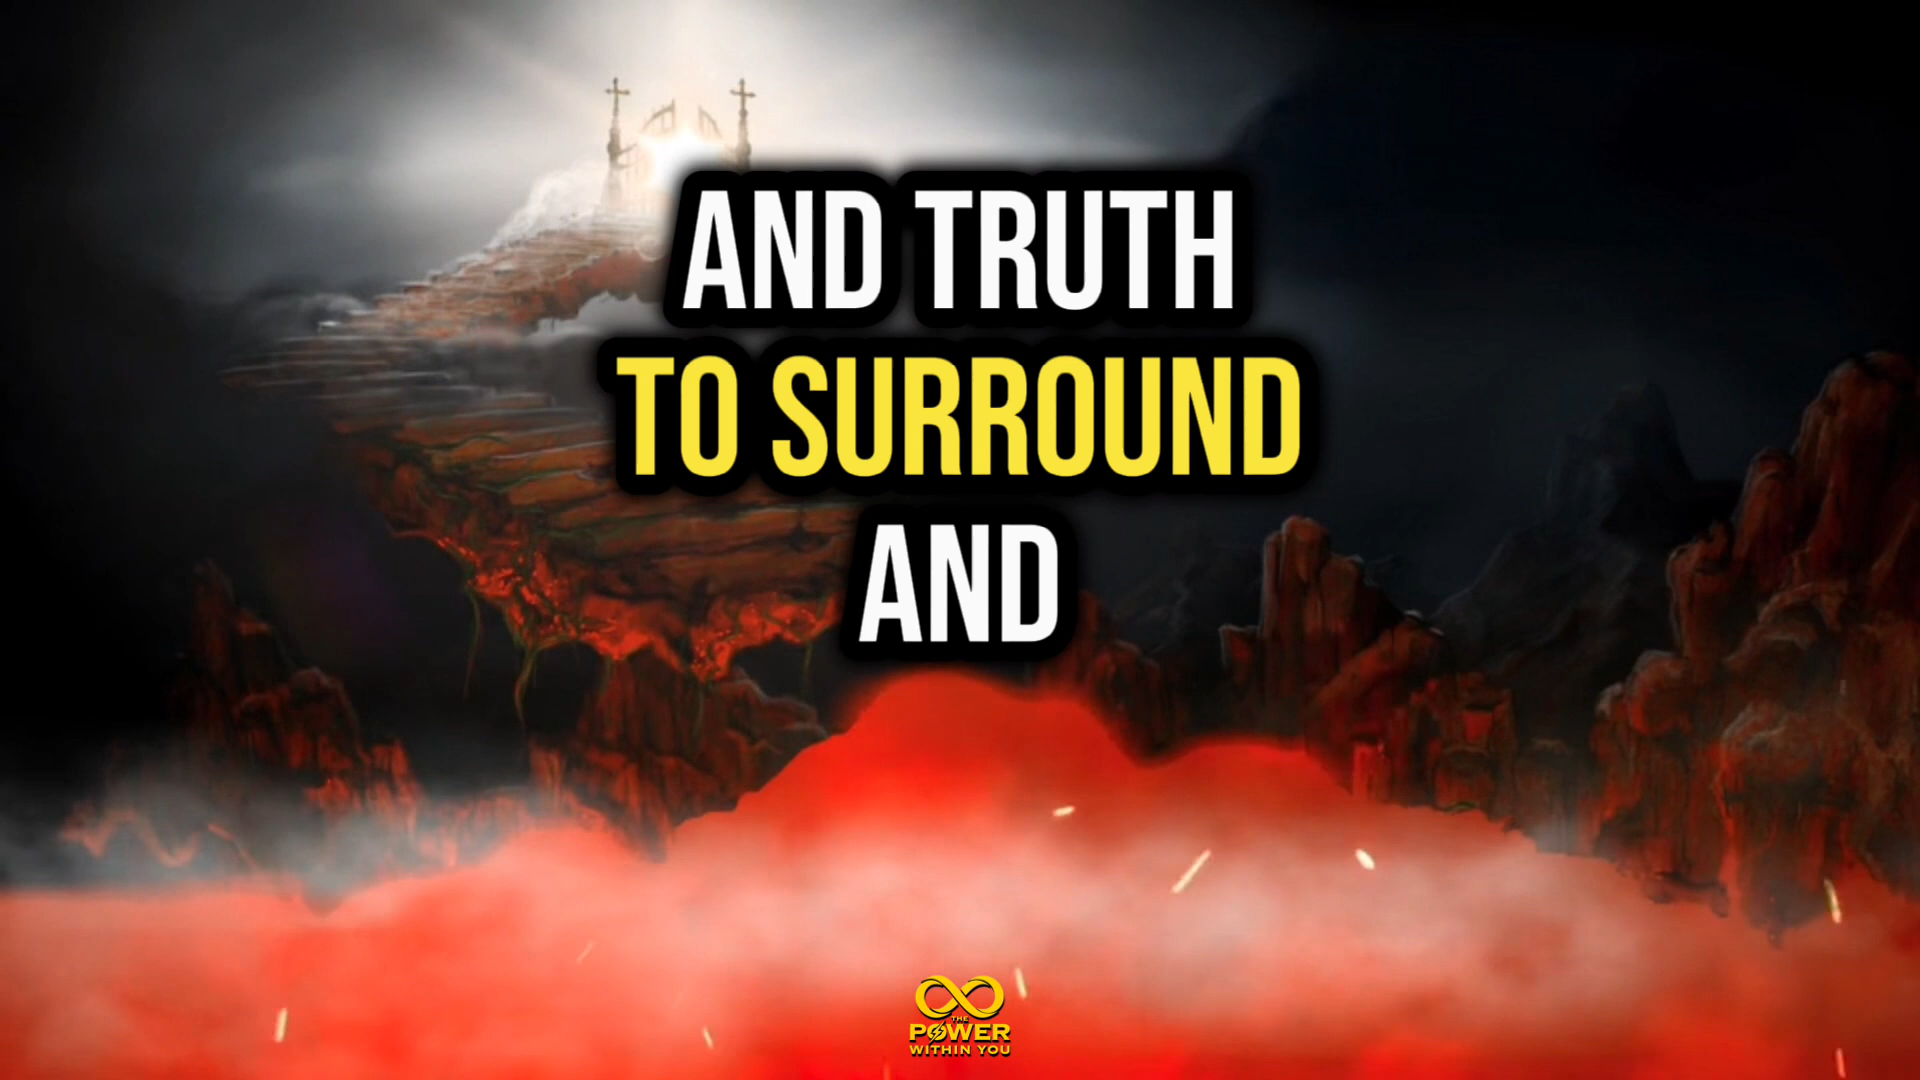 AND TRUTH
TO SURROUND
AND
THE
POWER
WITHIN YOU